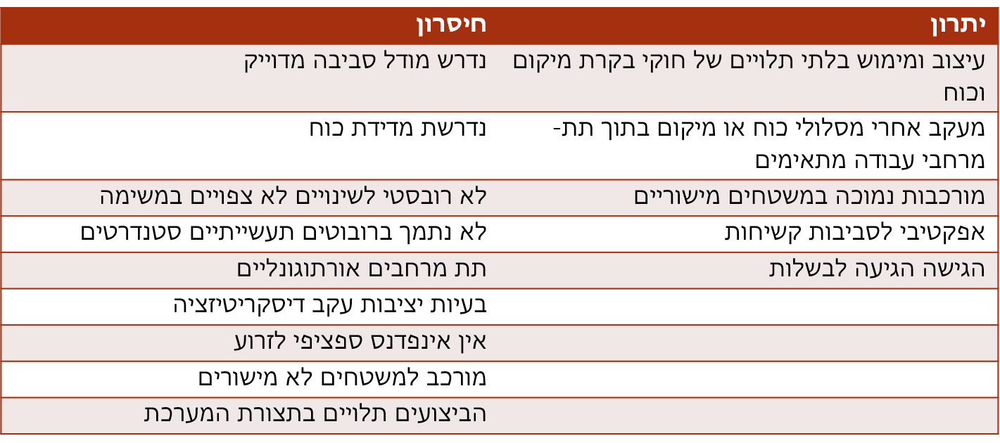 יתרון
חיסרון
עיצוב ומימוש בלתי תלויים של חוקי בקרת מיקום
וכוח
נדרש מודל סביבה מדוייק
מעקב אחרי מסלולי כוח או מיקום בתוך תת-
מרחבי עבודה מתאימים
נדרשת מדידת כוח
מורכבות נמוכה במשטחים מישוריים
לא רובסטי לשינויים לא צפויים במשימה
אפקטיבי לסביבות קשיחות
לא נתמך ברובוטים תעשייתיים סטנדרטים
הגישה הגיעה לבשלות
תת מרחבים אורתוגונליים
בעיות יציבות עקב דיסקריטיזציה
אין אינפדנס ספציפי לזרוע
מורכב למשטחים לא מישורים
הביצועים תלויים בתצורת המערכת